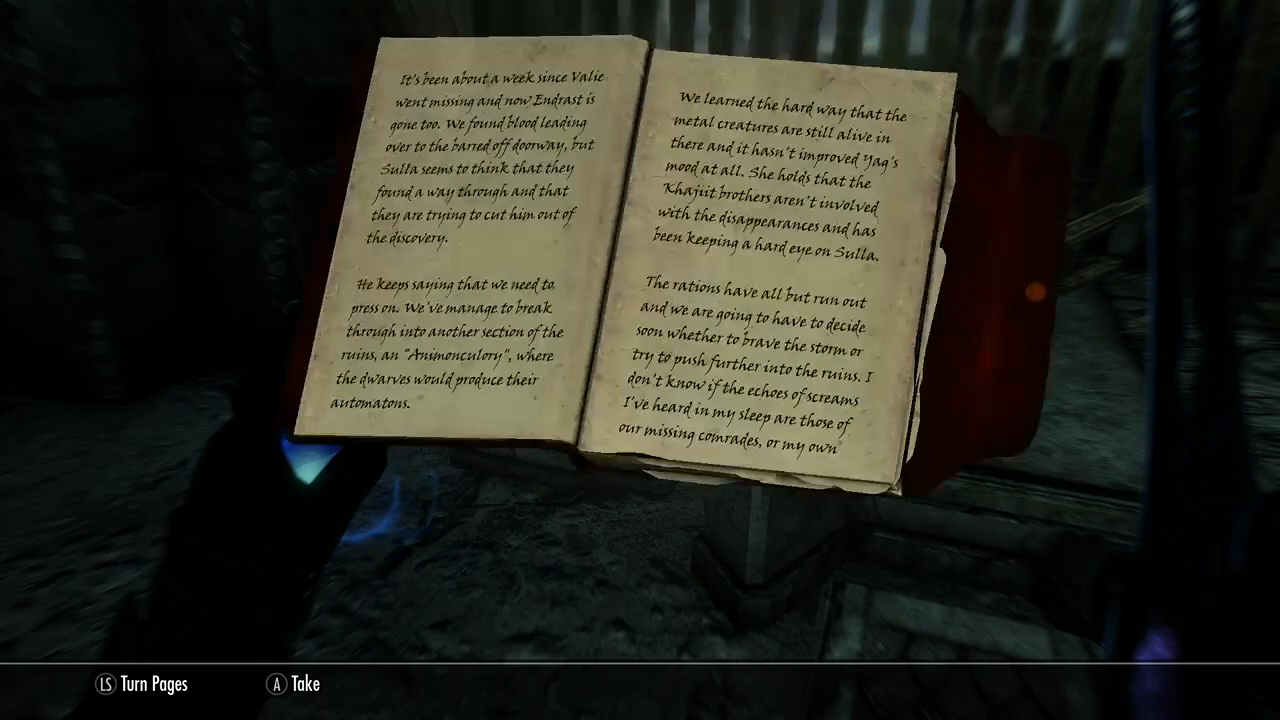 It's been about a week since Valie
went missing and now Endrast is
gone too. We found blood leading
over to the barred off doorway, but
Sulla seems to think that they
found a way through and that
they are trying to cut him out of
the discovery.
He keeps saying that we need to
press on. We've manage to break
through into another section of the
ruins, an "Animonculory", where
the dwarves would produce their
automatons.
We learned the hard way that the
metal creatures are still alive in
there and it hasn't improved Yag's
mood at all. She holds that the
Khajiit brothers aren't involved
with the disappearances and has
been keeping a hard eye on Sulla.
The rations have all but run out
and we are going to have to decide
soon whether to brave the storm or
try to push further into the ruins. I
don't know if the echoes of screams
I've heard in my sleep are those of
our missing comrades, or my own
LS Turn Pages
A Take